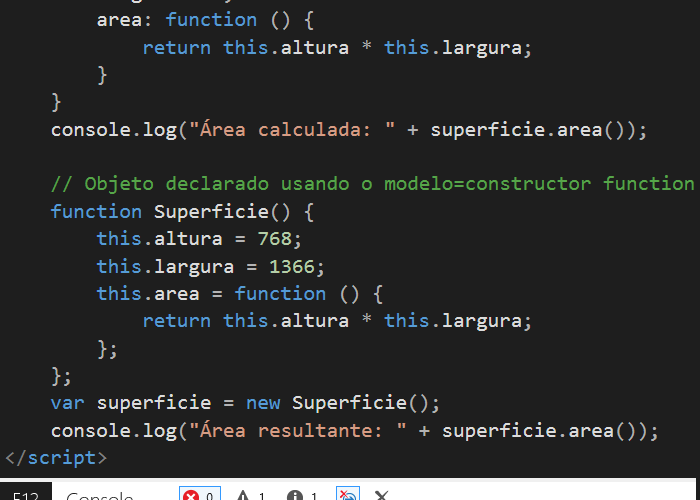 area: function () {
return this.altura * this.largura;
}
}
console.log("Área calculada: " + superficie.area());
// Objeto declarado usando o modelo=constructor function
function Superficie() {
this.altura = 768;
this.largura = 1366;
this.area = function () {
return this.altura * this.largura;
};
};
var superficie = new Superficie();
console.log("Área resultante: " + superficie.area());
</script>
F12 Console 0 1 1